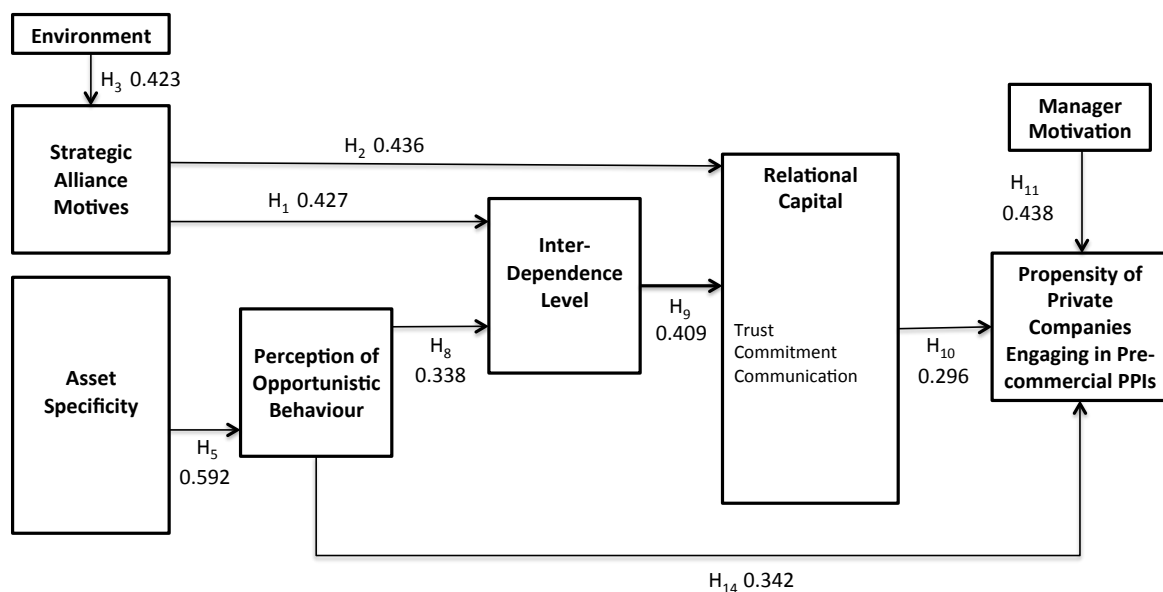 Environment
H₃ 0.423
Strategic
Alliance
Motives
H₂ 0.436
H₁ 0.427
Manager
Motivation
H₁₁
0.438
Relational
Capital
Trust
Commitment
Communication
Inter-
Dependence
Level
H₉
0.409
Propensity of
Private
Companies
Engaging in Pre-
commercial PPIs
H₁₀
0.296
Asset
Specificity
H₅
0.592
Perception of
Opportunistic
Behaviour
H₈
0.338
H₁₄ 0.342